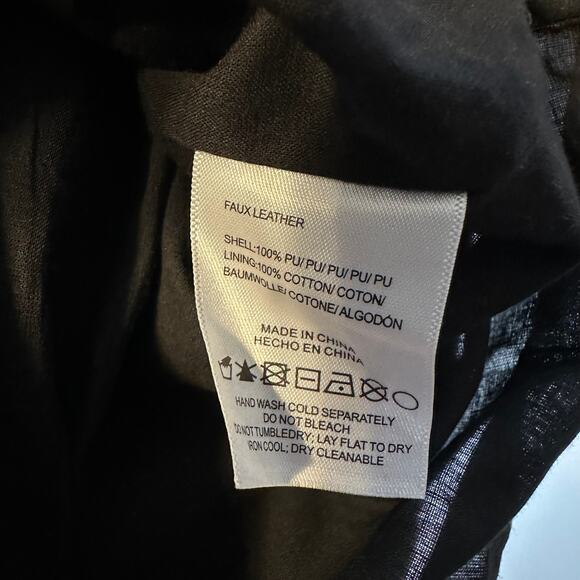 FAUX LEATHER
SHELL:100% PU/ PU/ PU/ PU/ PU
LINING:100% COTTON/ COTON/
BAUMWOLLE/ COTONE/ ALGODÓN
MADE IN CHINA
HECHO EN CHINA
HAND WASH COLD SEPARATELY
DO NOT BLEACH
DO NOT TUMBLEDRY; LAY FLAT TO DRY
IRON COOL; DRY CLEANABLE